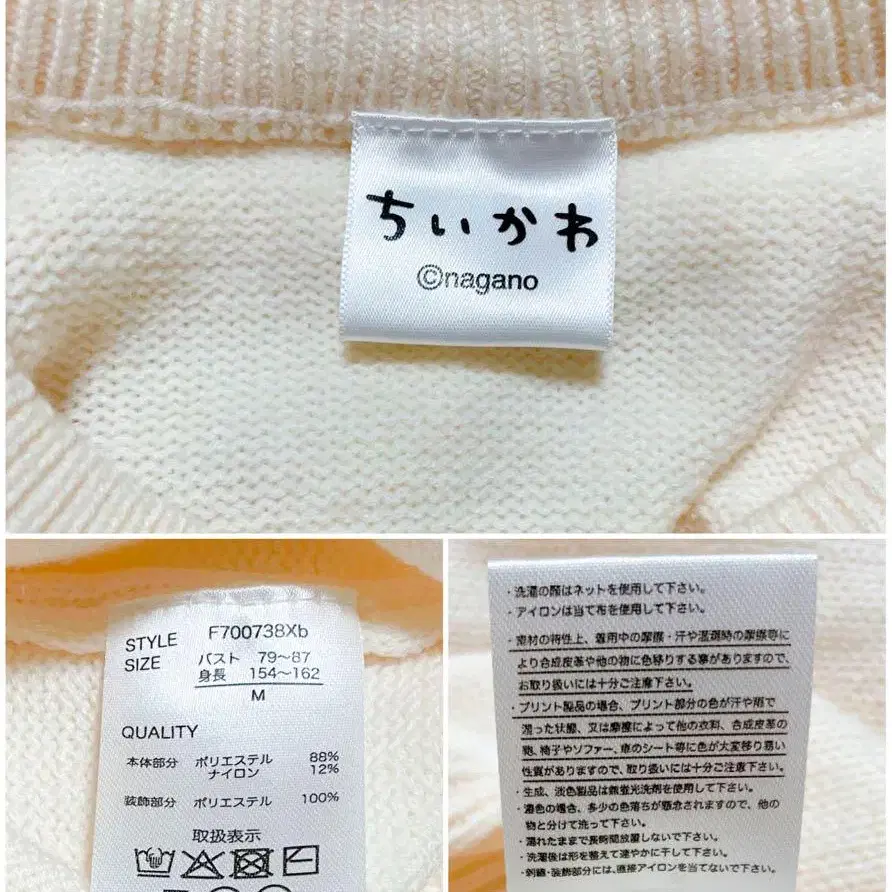 ちいかわ
©nagano
STYLE F700738Xb
SIZE バスト 79〜87
身長 154〜162
M
QUALITY
本体部分 ポリエステル 88%
ナイロン 12%
装飾部分 ポリエステル 100%
取扱表示
・洗濯の際はネットを使用して下さい。
・アイロンは当て布を使用して下さい。
・素材の特性上、着用中の摩擦・汗や湿潤時の摩擦等に
より合成皮革や他の物に色移りする事がありますので、
お取り扱いには十分ご注意下さい。
・プリント製品の場合、プリント部分の色が汗や雨で
湿った状態、又は摩擦によって他の衣料、合成皮革の
鞄、椅子やソファー、車のシート等に色が大変移り易い
性質がありますので、取り扱いには十分ご注意下さい。
・生成、淡色製品は無蛍光洗剤を使用して下さい。
・濃色の場合、多少の色落ちが懸念されますので、他の
物と分けて洗って下さい。
・濡れたままで長時間放置しないで下さい。
・洗濯後は形を整えて速やかに干して下さい。
・刺繍・装飾部分には、直接アイロンを当てないで下さい。